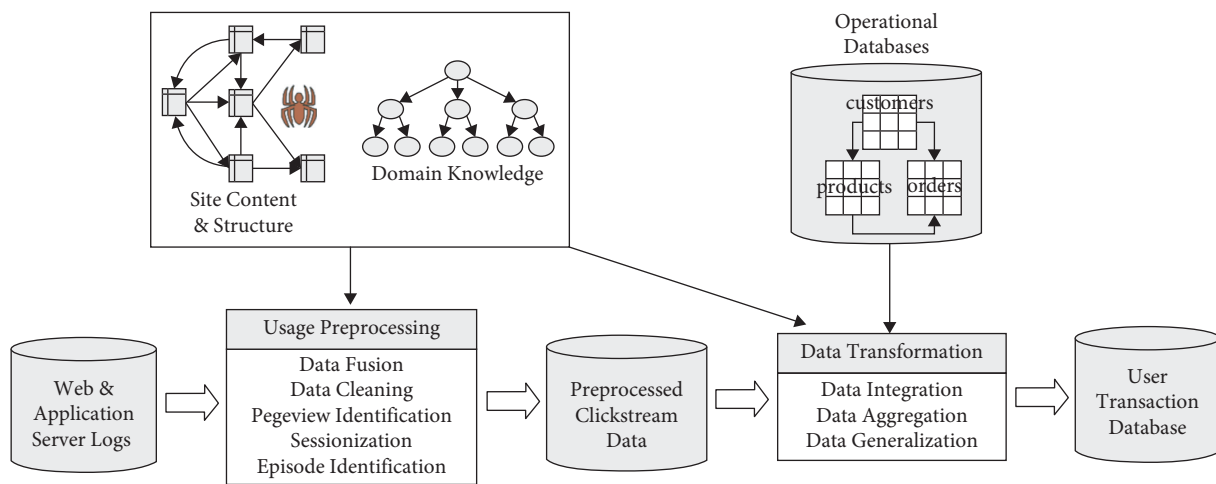 Operational
Databases
customers
products
orders
Domain Knowledge
Site Content
& Structure
Web &
Application
Server Logs
Usage Preprocessing
Data Fusion
Data Cleaning
Pegeview Identification
Sessionization
Episode Identification
Preprocessed
Clickstream
Data
Data Transformation
Data Integration
Data Aggregation
Data Generalization
User
Transaction
Database